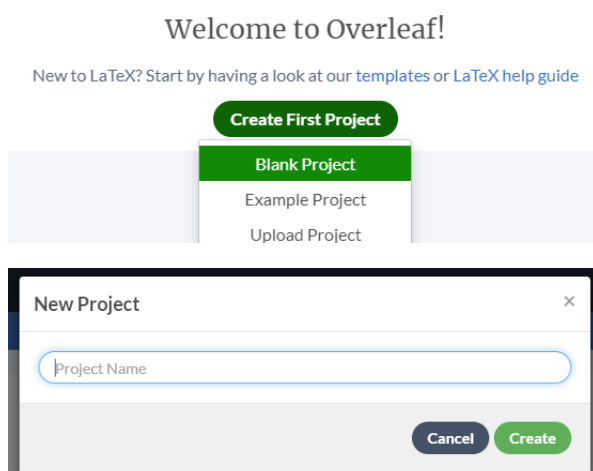 Welcome to Overleaf!
New to LaTeX? Start by having a look at our templates or LaTeX help guide
Create First Project
Blank Project
Example Project
Upload Project
New Project ×
Project Name
Cancel Create